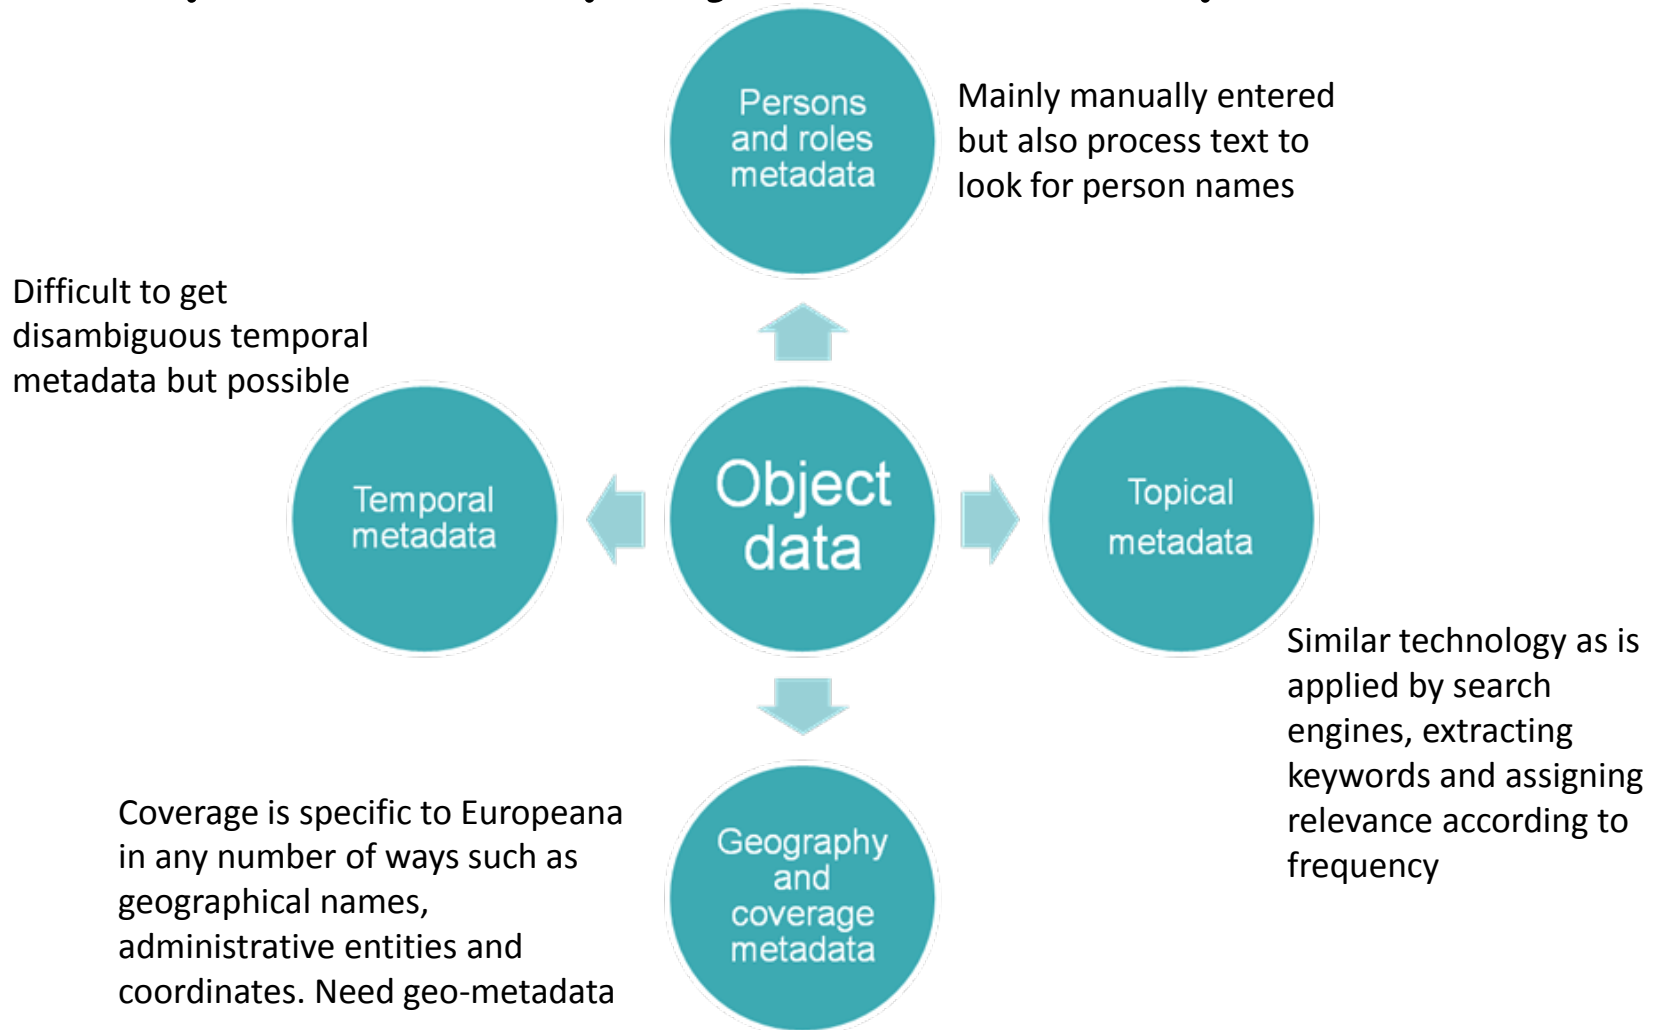 Persons
and roles
metadata
Mainly manually entered
but also process text to
look for person names
Difficult to get
disambiguous temporal
metadata but possible
Temporal
metadata
Object
data
Topical
metadata
Similar technology as is
applied by search
engines, extracting
keywords and assigning
relevance according to
frequency
Coverage is specific to Europeana
in any number of ways such as
geographical names,
administrative entities and
coordinates. Need geo-metadata
Geography
and
coverage
metadata